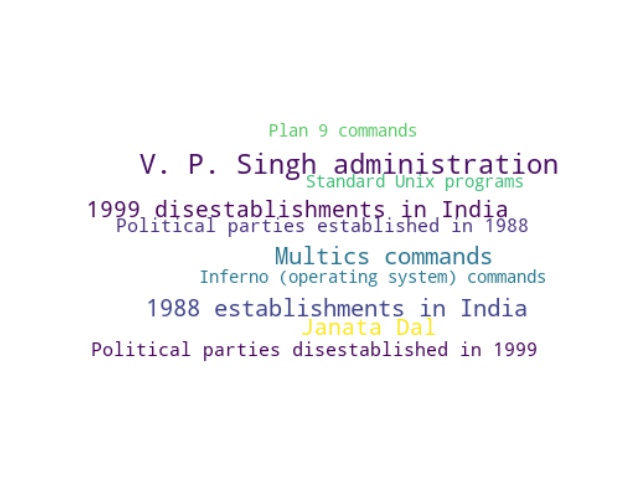 Plan 9 commands
V. P. Singh administration
Standard Unix programs
1999 disestablishments in India
Political parties established in 1988
Multics commands
Inferno (operating system) commands
1988 establishments in India
Janata Dal
Political parties disestablished in 1999